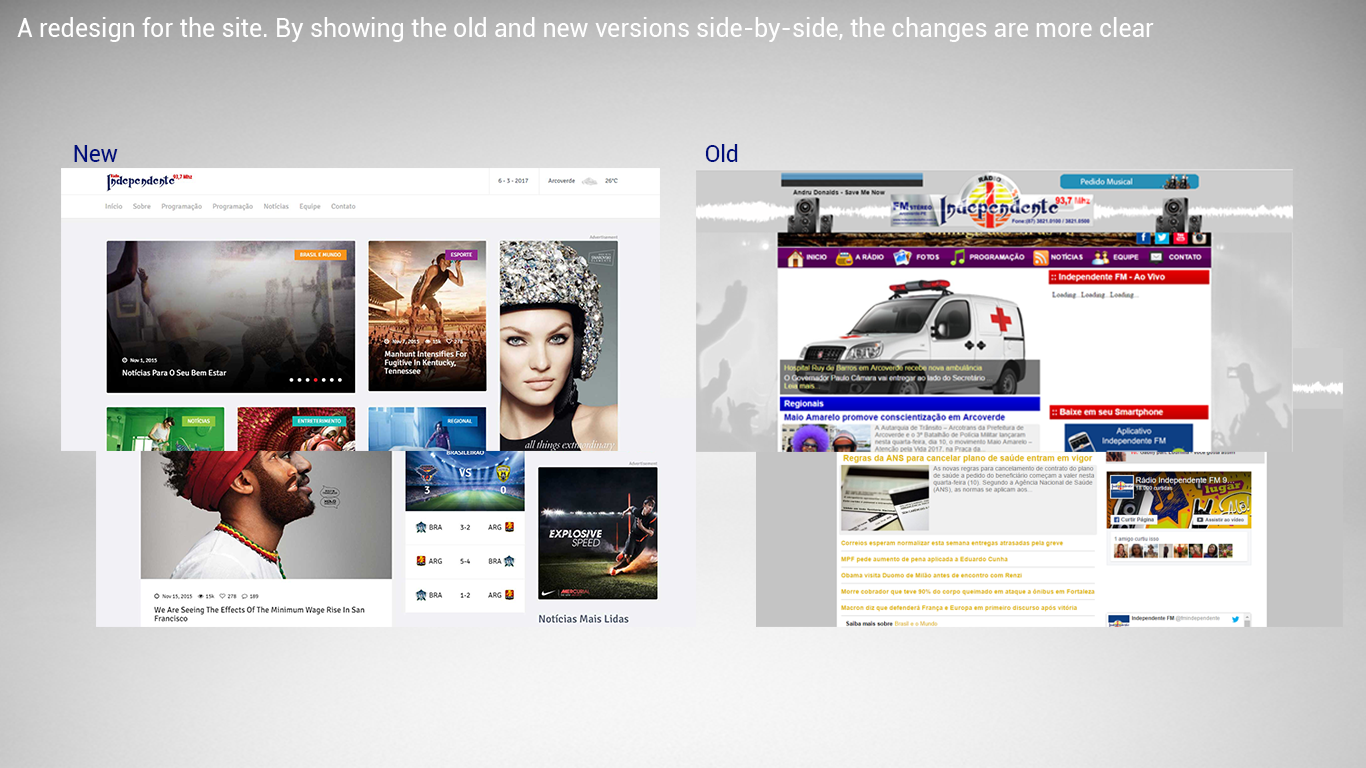 A redesign for the site. By showing the old and new versions side-by-side, the changes are more clear
New
Rádio Independente 93,7 Mhz
6 - 3 - 2017 Arcoverde 26°C
Início Sobre Programação Programação Notícias Equipe Contato
Advertisement
BRASIL E MUNDO
Nov 1, 2015
Notícias Para O Seu Bem Estar
ESPORTE
Nov 7, 2015 15k 278
Manhunt Intensifies For
Fugitive In Kentucky,
Tennessee
all things extraordinary
NOTÍCIAS
ENTRETERIMENTO
REGIONAL
Nov 15, 2015 15k 278 189
We Are Seeing The Effects Of The Minimum Wage Rise In San
Francisco
BRASILEIRÃO
VS
3 0
BRA 3-2 ARG
ARG 5-4 BRA
BRA 1-2 ARG
Advertisement
EXPLOSIVE
SPEED
MERCURIAL
Notícias Mais Lidas
Old
Andru Donalds - Save Me Now
RÁDIO
Pedido Musical
FM STÉREO
Independente 93,7 MHz
Fone:(87) 3821.0100 / 3821.0500
INICIO A RÁDIO FOTOS PROGRAMAÇÃO NOTÍCIAS EQUIPE CONTATO
:: Independente FM - Ao Vivo
Loading...Loading...Loading...
Hospital Ruy de Barros em Arcoverde recebe nova ambulância
O Governador Paulo Câmara vai entregar ao lado do Secretário ...
Leia mais
Regionais
Maio Amarelo promove conscientização em Arcoverde
A Autarquia de Trânsito – Arcotrans da Prefeitura de
Arcoverde e o 3º Batalhão de Polícia Militar lançaram
nesta quarta-feira, dia 10, o movimento Maio Amarelo –
Atenção pela Vida 2017, na Praça da...
:: Baixe em seu Smartphone
Aplicativo
Independente FM
Regras da ANS para cancelar plano de saúde entram em vigor
As novas regras para cancelamento de contrato do plano
de saúde a pedido do beneficiário começam a valer nesta
quarta-feira (10). Segundo a Agência Nacional de Saúde
(ANS), as normas se aplicam aos...
Correios esperam normalizar esta semana entregas atrasadas pela greve
MPF pede aumento de pena aplicada a Eduardo Cunha
Obama visita Duomo de Milão antes de encontro com Renzi
Morre cobrador que teve 90% do corpo queimado em ataque a ônibus em Fortaleza
Macron diz que defenderá França e Europa em primeiro discurso após vitória
Saiba mais sobre Brasil e o Mundo
Rádio Independente FM 9...
18.060 curtidas
Curtir Página Assistir ao vídeo
1 amigo curtiu isso
Independente FM @fmindependente